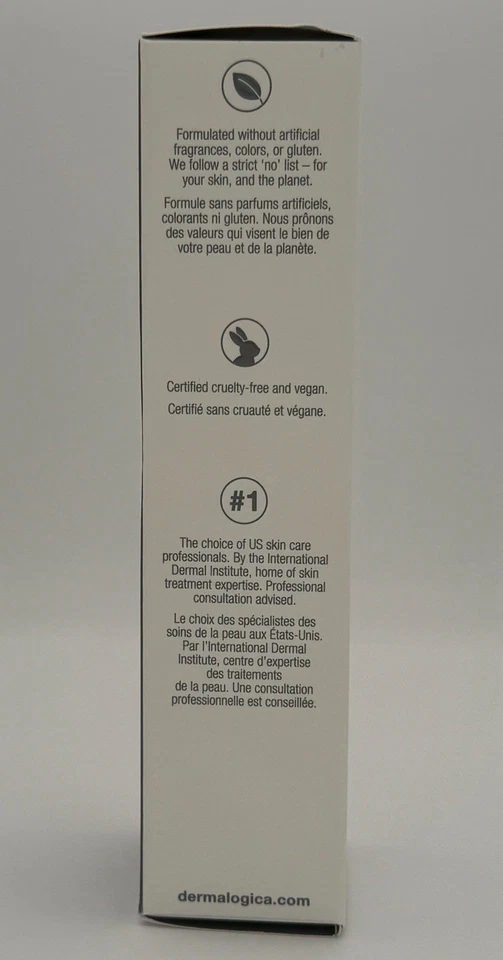 Formulated without artificial
fragrances, colors, or gluten.
We follow a strict 'no' list – for
your skin, and the planet.
Formule sans parfums artificiels,
colorants ni gluten. Nous prônons
des valeurs qui visent le bien de
votre peau et de la planète.
Certified cruelty-free and vegan.
Certifié sans cruauté et végane.
#1
The choice of US skin care
professionals. By the International
Dermal Institute, home of skin
treatment expertise. Professional
consultation advised.
Le choix des spécialistes des
soins de la peau aux États-Unis.
Par l'International Dermal
Institute, centre d'expertise
des traitements
de la peau. Une consultation
professionnelle est conseillée.
dermalogica.com